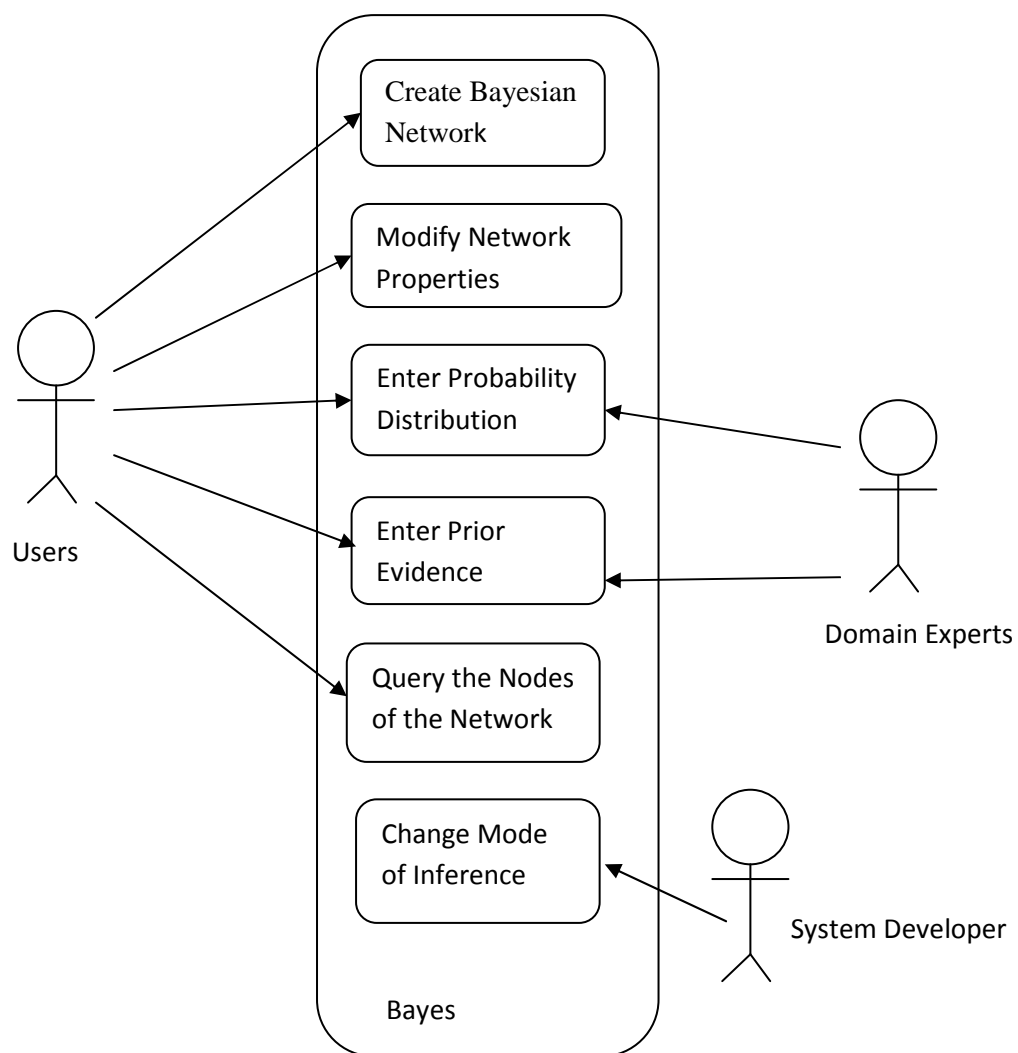 Create Bayesian
Network
Modify Network
Properties
Enter Probability
Distribution
Enter Prior
Evidence
Users
Domain Experts
Query the Nodes
of the Network
Change Mode
of Inference
System Developer
Bayes